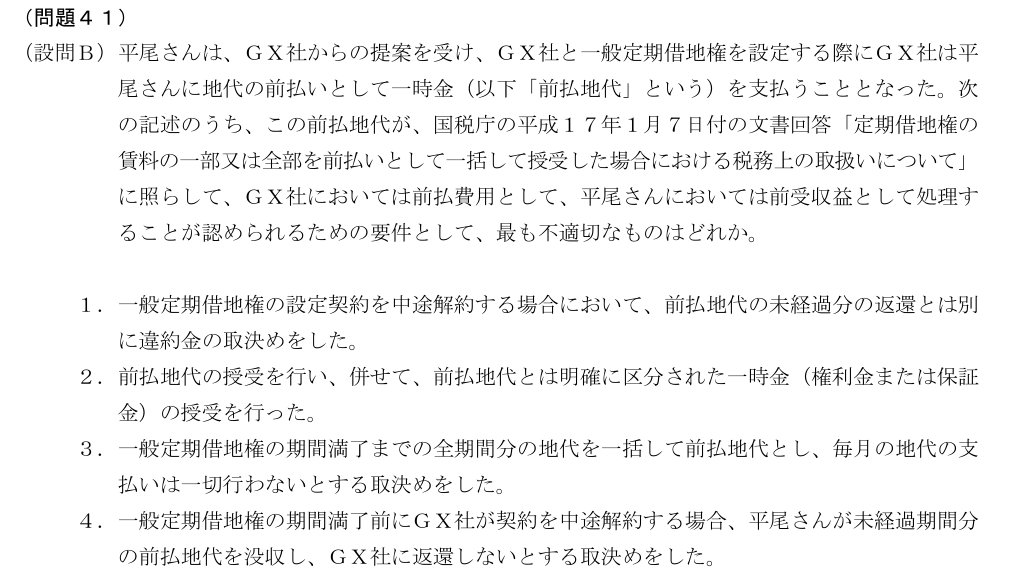 （問題４１）
（設問Ｂ）平尾さんは、ＧＸ社からの提案を受け、ＧＸ社と一般定期借地権を設定する際にＧＸ社は平
尾さんに地代の前払いとして一時金（以下「前払地代」という）を支払うこととなった。次
の記述のうち、この前払地代が、国税庁の平成１７年１月７日付の文書回答「定期借地権の
賃料の一部又は全部を前払いとして一括して授受した場合における税務上の取扱いについて」
に照らして、ＧＸ社においては前払費用として、平尾さんにおいては前受収益として処理す
ることが認められるための要件として、最も不適切なものはどれか。
１．一般定期借地権の設定契約を中途解約する場合において、前払地代の未経過分の返還とは別
に違約金の取決めをした。
２．前払地代の授受を行い、併せて、前払地代とは明確に区分された一時金（権利金または保証
金）の授受を行った。
３．一般定期借地権の期間満了までの全期間分の地代を一括して前払地代とし、毎月の地代の支
払いは一切行わないとする取決めをした。
４．一般定期借地権の期間満了前にＧＸ社が契約を中途解約する場合、平尾さんが未経過期間分
の前払地代を没収し、ＧＸ社に返還しないとする取決めをした。